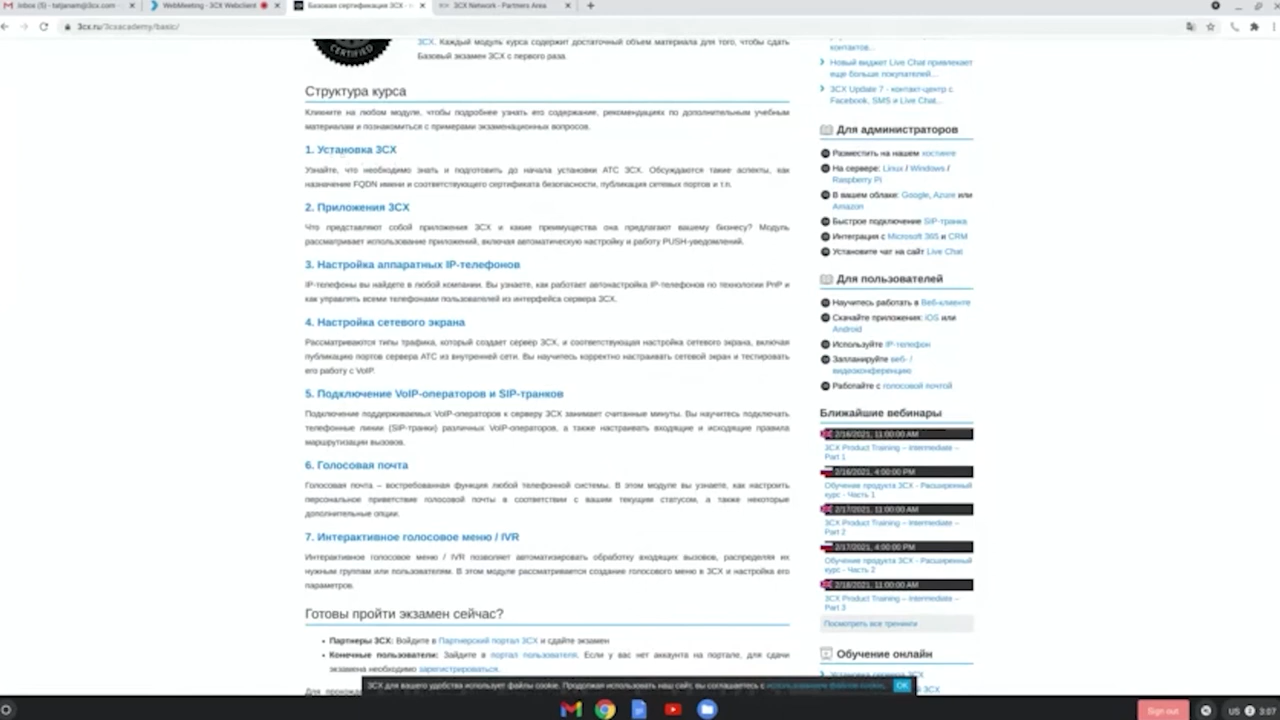 Inbox (5) - tatjanam@3cx.com -
WebMeeting - 3CX Webclient
Базовая сертификация 3CX -
3CX Network - Partners Area
3cx.ru/3cxacademy/basic/
CERTIFIED
3CX. Каждый модуль курса содержит достаточный объем материала для того, чтобы сдать
Базовый экзамен 3CX с первого раза.
Структура курса
Кликните на любом модуле, чтобы подробнее узнать его содержание, рекомендациях по дополнительным учебным
материалам и познакомиться с примерами экзаменационных вопросов.
1. Установка 3CX
Узнайте, что необходимо знать и подготовить до начала установки АТС 3CX. Обсуждаются такие аспекты, как
назначение FQDN имени и соответствующего сертификата безопасности, публикация сетевых портов и т.п.
2. Приложения 3CX
Что представляют собой приложения 3CX и какие преимущества она предлагают вашему бизнесу? Модуль
рассматривает использование приложений, включая автоматическую настройку и работу PUSH-уведомлений.
3. Настройка аппаратных IP-телефонов
IP-телефоны вы найдете в любой компании. Вы узнаете, как работает автонастройка IP-телефонов по технологии PnP и
как управлять всеми телефонами пользователей из интерфейса сервера 3CX.
4. Настройка сетевого экрана
Рассматриваются типы трафика, который создает сервер 3CX, и соответствующая настройка сетевого экрана, включая
публикацию портов сервера АТС из внутренней сети. Вы научитесь корректно настраивать сетевой экран и тестировать
его работу с VoIP.
5. Подключение VoIP-операторов и SIP-транков
Подключение поддерживаемых VoIP-операторов к серверу 3CX занимает считанные минуты. Вы научитесь подключать
телефонные линии (SIP-транки) различных VoIP-операторов, а также настраивать входящие и исходящие правила
маршрутизации вызовов.
6. Голосовая почта
Голосовая почта – востребованная функция любой телефонной системы. В этом модуле вы узнаете, как настроить
персональное приветствие голосовой почты в соответствии с вашим текущим статусом, а также некоторые
дополнительные опции.
7. Интерактивное голосовое меню / IVR
Интерактивное голосовое меню / IVR позволяет автоматизировать обработку входящих вызовов, распределяя их
нужным группам или пользователям. В этом модуле рассматривается создание голосового меню в 3CX и настройка его
параметров.
Готовы пройти экзамен сейчас?
• Партнеры 3CX: Войдите в Партнерский портал 3CX и сдайте экзамен
• Конечные пользователи: Зайдите в портал пользователя. Если у вас нет аккаунта на портале, для сдачи
экзамена необходимо зарегистрироваться.
контактов...
Новый виджет Live Chat привлекает
еще больше покупателей...
3CX Update 7 - контакт-центр с
Facebook, SMS и Live Chat...
Для администраторов
Разместить на нашем хостинге
На сервере: Linux / Windows /
Raspberry Pi
В вашем облаке: Google, Azure или
Amazon
Быстрое подключение SIP-транка
Интеграция с Microsoft 365 и CRM
Установите чат на сайт Live Chat
Для пользователей
Научитесь работать в Веб-клиенте
Скачайте приложения: iOS или
Android
Используйте IP-телефон
Запланируйте веб- /
видеоконференцию
Работайте с голосовой почтой
Ближайшие вебинары
2/16/2021, 11:00:00 AM
3CX Product Training – Intermediate –
Part 1
2/16/2021, 4:00:00 PM
Обучение продукта 3CX - Расширенный
курс - Часть 1
2/17/2021, 11:00:00 AM
3CX Product Training – Intermediate –
Part 2
2/17/2021, 4:00:00 PM
Обучение продукта 3CX - Расширенный
курс - Часть 2
2/18/2021, 11:00:00 AM
3CX Product Training – Intermediate –
Part 3
Посмотреть все тренинги
Обучение онлайн
Установка сервера 3CX
3CX
3CX для вашего удобства использует файлы cookie. Продолжая использовать наш сайт, вы соглашаетесь с использованием файлов cookie. OK
Sign out
US
3:07